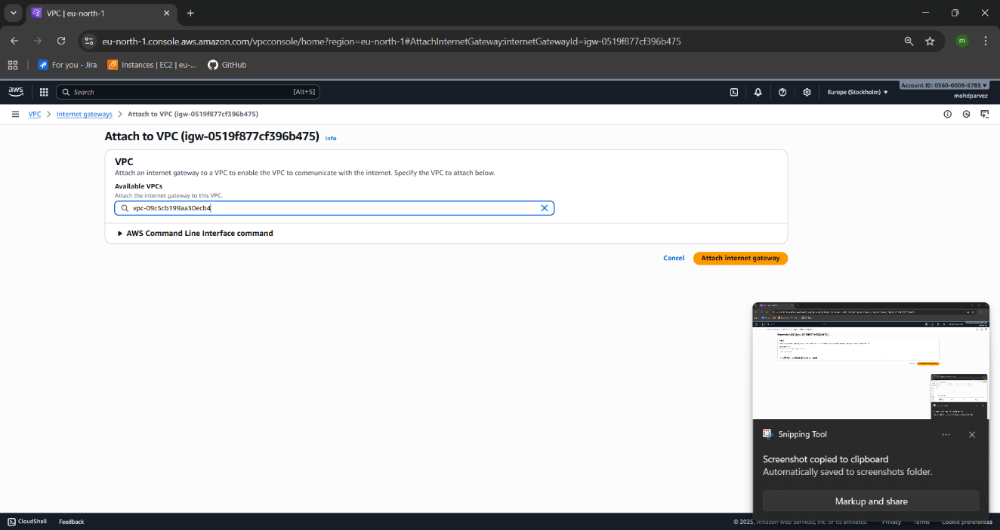 VPC | eu-north-1
eu-north-1.console.aws.amazon.com/vpcconsole/home?region=eu-north-1#AttachInternetGateway:internetGatewayId=igw-0519f877cf396b475
m
For you - Jira
Instances | EC2 | eu-...
GitHub
aws
Search
[Alt+S]
Europe (Stockholm)
Account ID: 0560-0009-5785
mohdparvez
VPC
Internet gateways
Attach to VPC (igw-0519f877cf396b475)
Attach to VPC (igw-0519f877cf396b475) Info
VPC
Attach an internet gateway to a VPC to enable the VPC to communicate with the internet. Specify the VPC to attach below.
Available VPCs
Attach the internet gateway to this VPC.
vpc-09c5cb199aa30ecb4
AWS Command Line Interface command
Cancel
Attach internet gateway
Snipping Tool
Screenshot copied to clipboard
Automatically saved to screenshots folder.
Markup and share
CloudShell
Feedback
© 2025, Amazon Web Services, Inc. or its affiliates.
Privacy
Terms
Cookie preferences